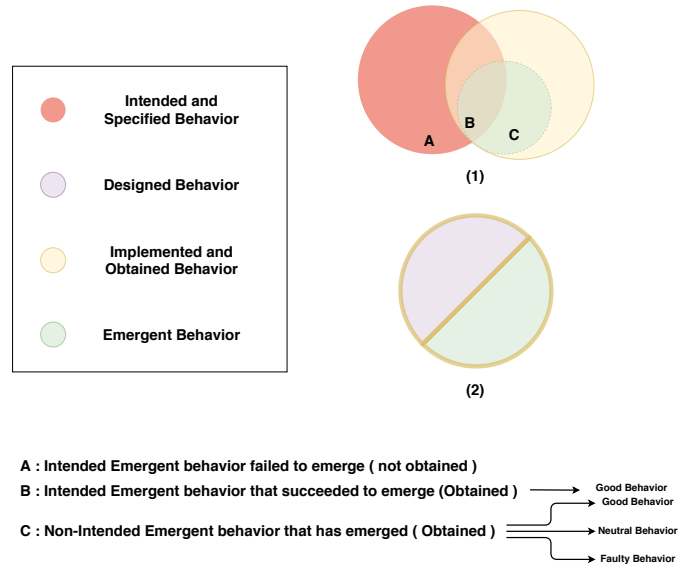 Intended and
Specified Behavior
Designed Behavior
Implemented and
Obtained Behavior
Emergent Behavior
A
B
C
(1)
(2)
A : Intended Emergent behavior failed to emerge ( not obtained )
B : Intended Emergent behavior that succeeded to emerge (Obtained )
Good Behavior
C : Non-Intended Emergent behavior that has emerged ( Obtained )
Good Behavior
Neutral Behavior
Faulty Behavior